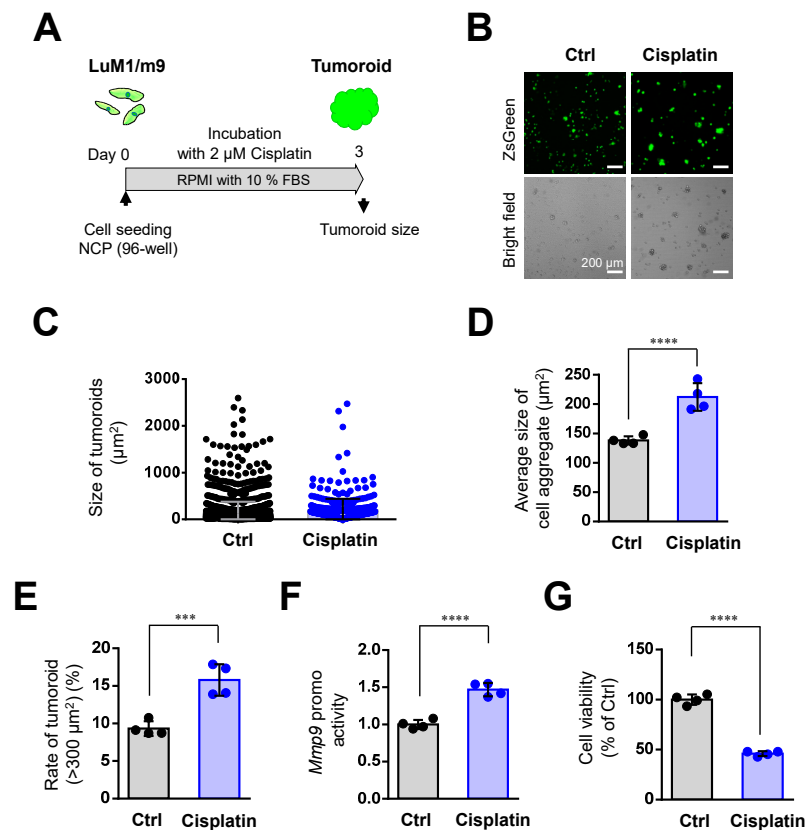 A
LuM1/m9
Tumoroid
Incubation
with 2 µM Cisplatin
Day 0
3
RPMI with 10 % FBS
Cell seeding
NCP (96-well)
Tumoroid size
B
Ctrl
Cisplatin
ZsGreen
Bright field
200 µm
C
Size of tumoroids
(µm²)
3000
2000
1000
0
Ctrl
Cisplatin
D
****
Average size of
cell aggregate (µm²)
250
200
150
100
50
0
Ctrl
Cisplatin
E
***
Rate of tumoroid
(>300 µm²) (%)
20
15
10
5
0
Ctrl
Cisplatin
F
****
Mmp9 promo
activity
2.0
1.5
1.0
0.5
0.0
Ctrl
Cisplatin
G
****
Cell viability
(% of Ctrl)
150
100
50
0
Ctrl
Cisplatin